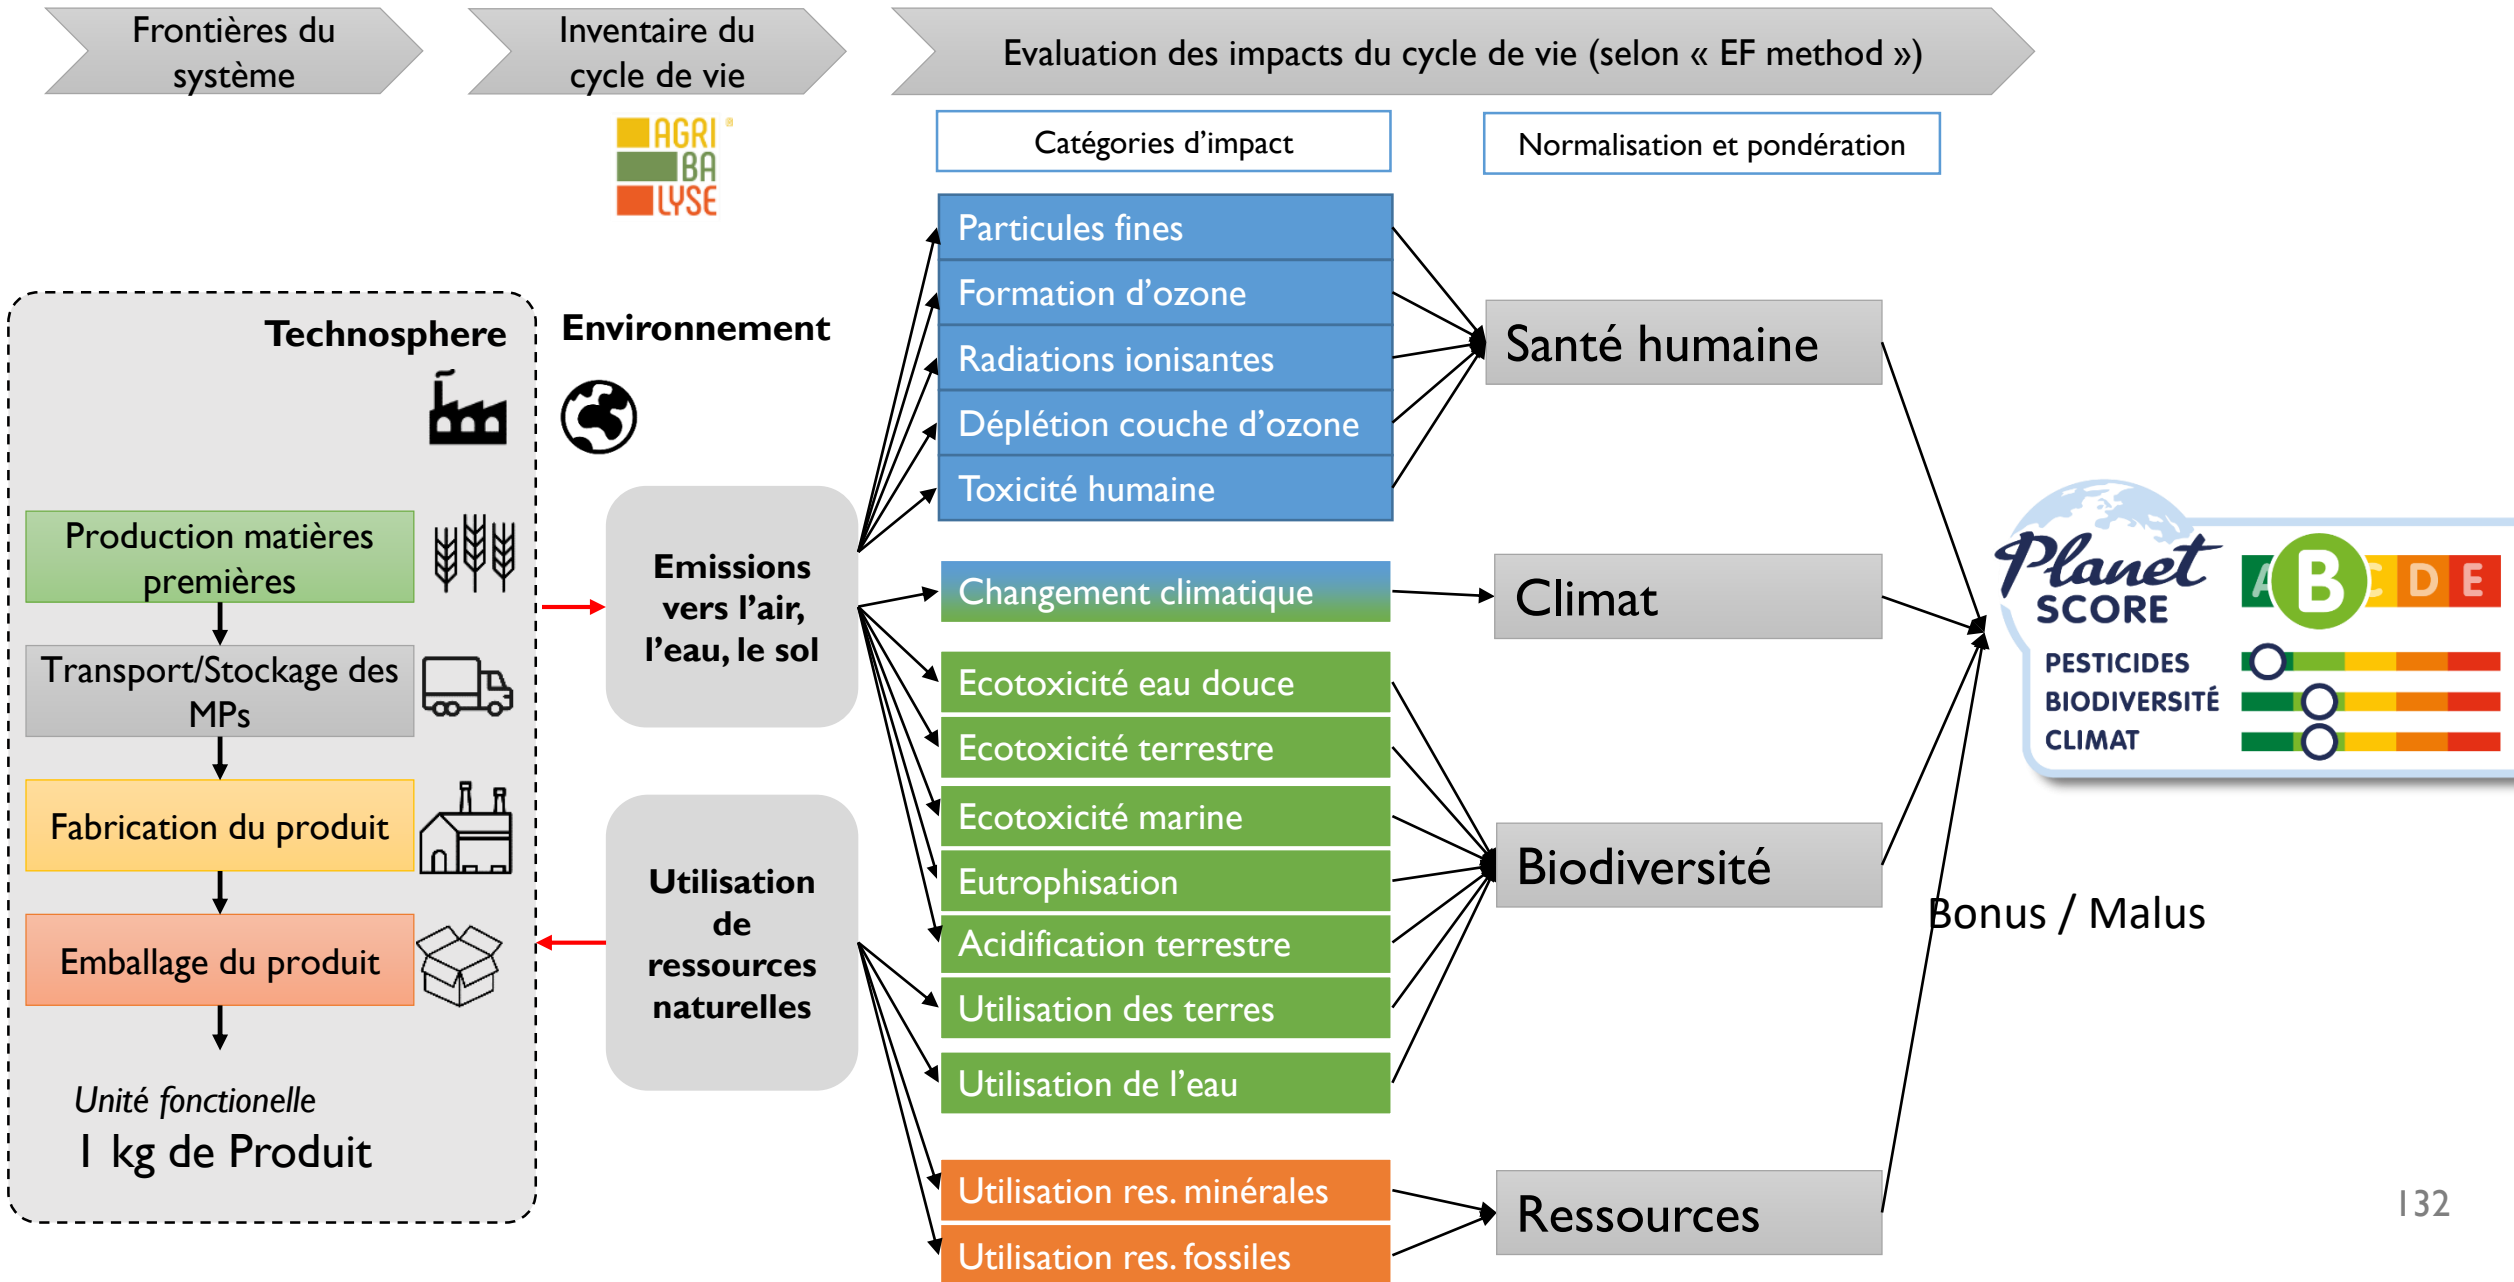 Frontières du
système
Inventaire du
cycle de vie
Evaluation des impacts du cycle de vie (selon « EF method »)
AGRI ®
BA
LYSE
Catégories d’impact
Normalisation et pondération
Technosphere
Environnement
Production matières
premières
Transport/Stockage des
MPs
Fabrication du produit
Emballage du produit
Unité fonctionelle
1 kg de Produit
Emissions
vers l’air,
l’eau, le sol
Utilisation
de
ressources
naturelles
Particules fines
Formation d’ozone
Radiations ionisantes
Déplétion couche d’ozone
Toxicité humaine
Changement climatique
Ecotoxicité eau douce
Ecotoxicité terrestre
Ecotoxicité marine
Eutrophisation
Acidification terrestre
Utilisation des terres
Utilisation de l’eau
Utilisation res. minérales
Utilisation res. fossiles
Santé humaine
Climat
Biodiversité
Ressources
Planet
SCORE
A B C D E
PESTICIDES
BIODIVERSITÉ
CLIMAT
Bonus / Malus
132